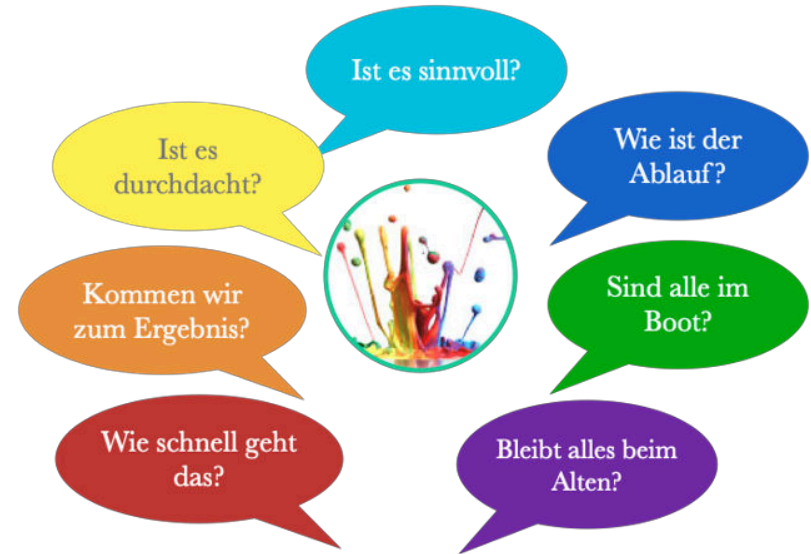 Ist es sinnvoll?
Ist es
durchdacht?
Wie ist der
Ablauf?
Kommen wir
zum Ergebnis?
Sind alle im
Boot?
Wie schnell geht
das?
Bleibt alles beim
Alten?